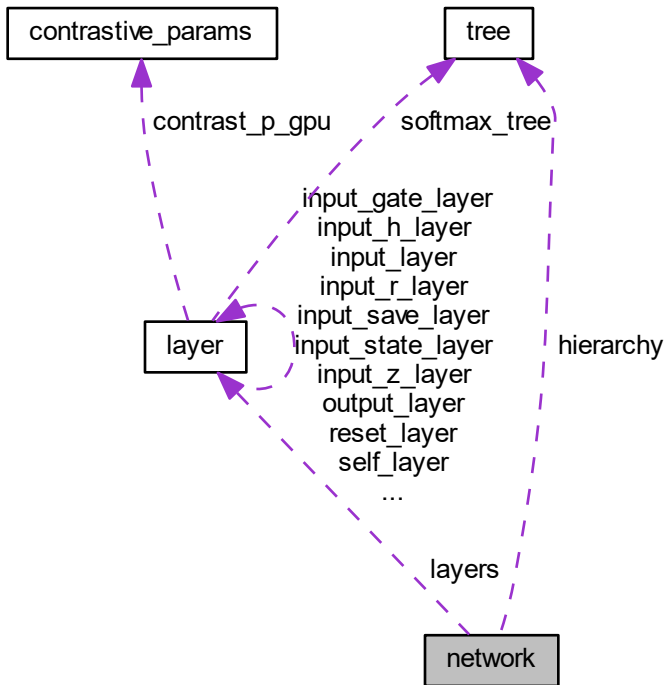 contrastive_params
tree
contrast_p_gpu
softmax_tree
input_gate_layer
input_h_layer
input_layer
input_r_layer
input_save_layer
input_state_layer
input_z_layer
output_layer
reset_layer
self_layer
...
layer
hierarchy
layers
network